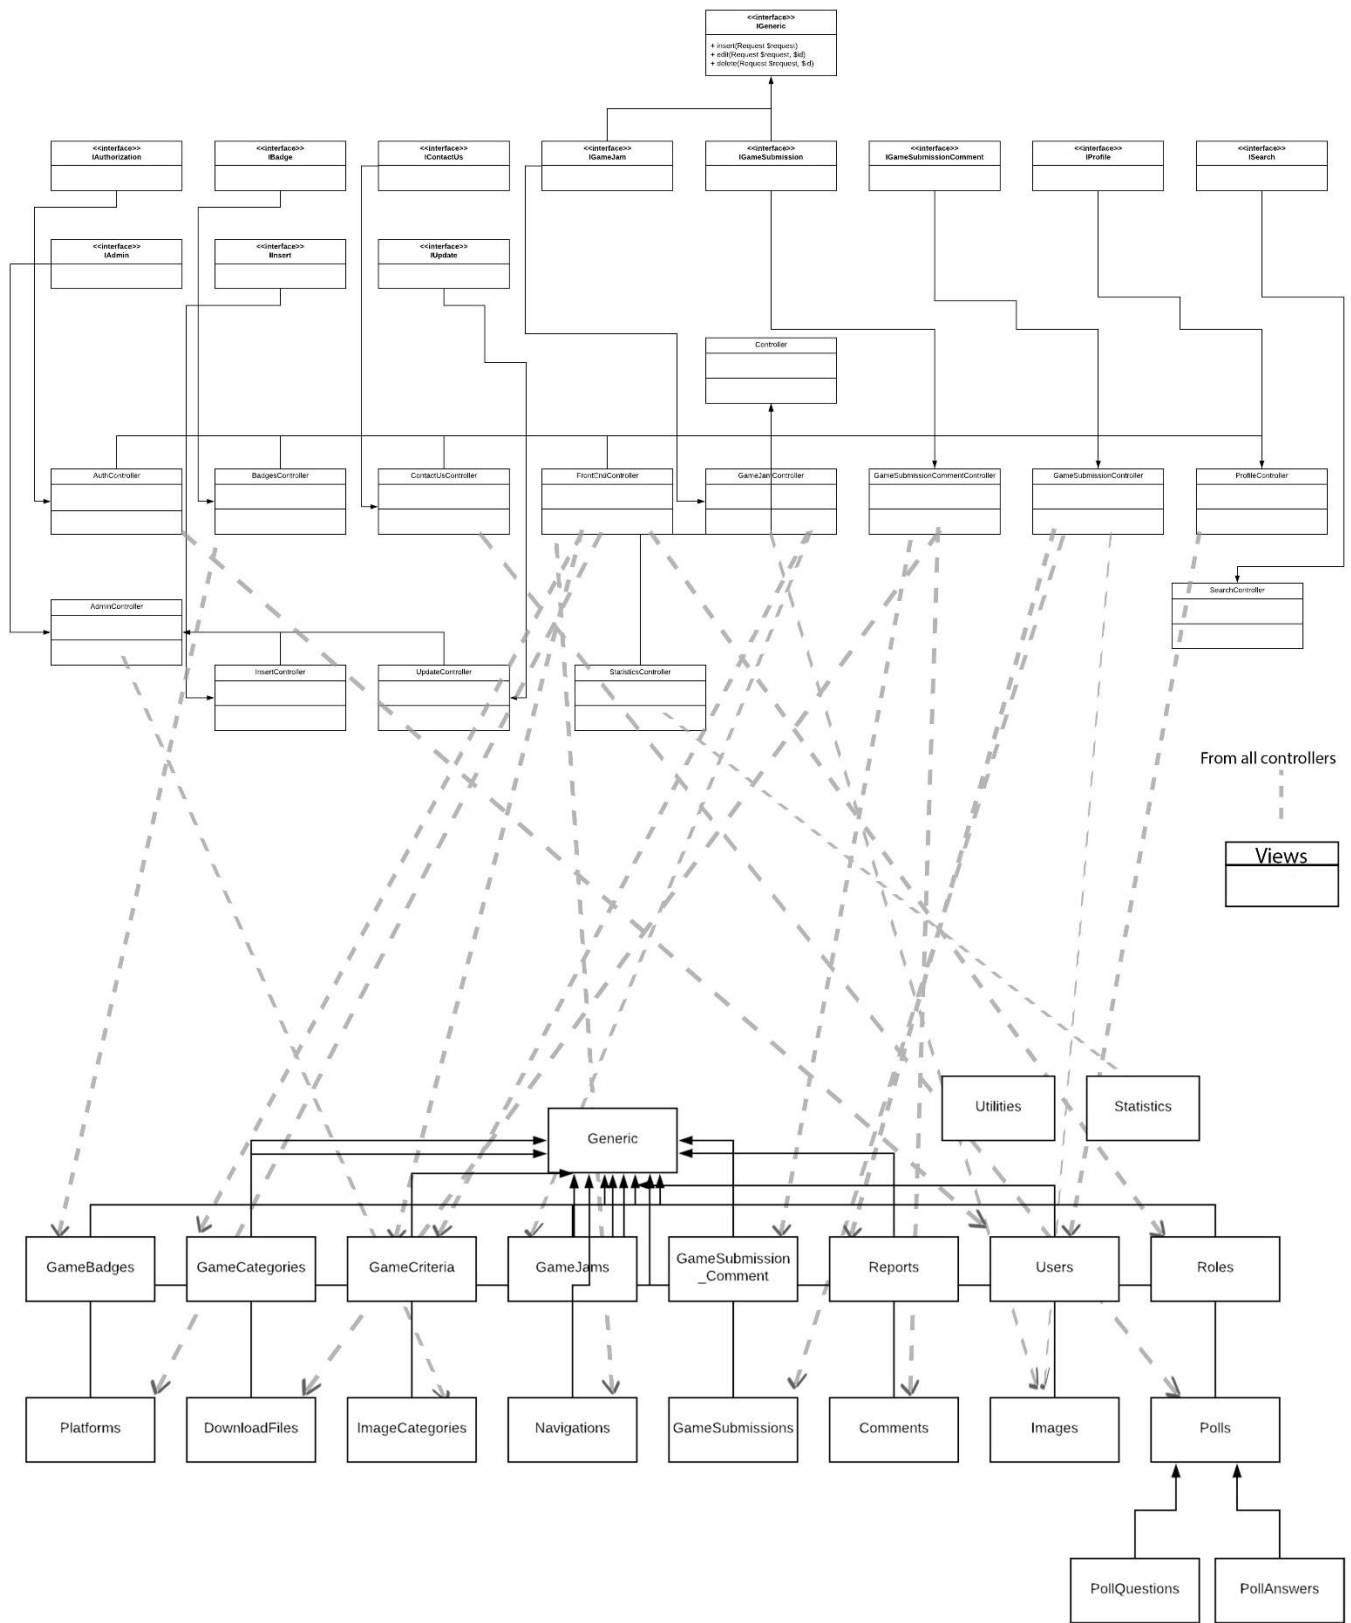 <<interface>>
IGeneric
+ insert(Request $request)
+ edit(Request $request, $id)
+ delete(Request $request, $id)
<<interface>>
IAuthorization
<<interface>>
IBadge
<<interface>>
IContactUs
<<interface>>
IGameJam
<<interface>>
IGameSubmission
<<interface>>
IGameSubmissionComment
<<interface>>
IProfile
<<interface>>
ISearch
<<interface>>
IAdmin
<<interface>>
IInsert
<<interface>>
IUpdate
Controller
AuthController
BadgesController
ContactUsController
FrontEndController
GameJamController
GameSubmissionCommentController
GameSubmissionController
ProfileController
SearchController
AdminController
InsertController
UpdateController
StatisticsController
From all controllers
Views
Utilities
Statistics
Generic
GameBadges
GameCategories
GameCriteria
GameJams
GameSubmission
_Comment
Reports
Users
Roles
Platforms
DownloadFiles
ImageCategories
Navigations
GameSubmissions
Comments
Images
Polls
PollQuestions
PollAnswers